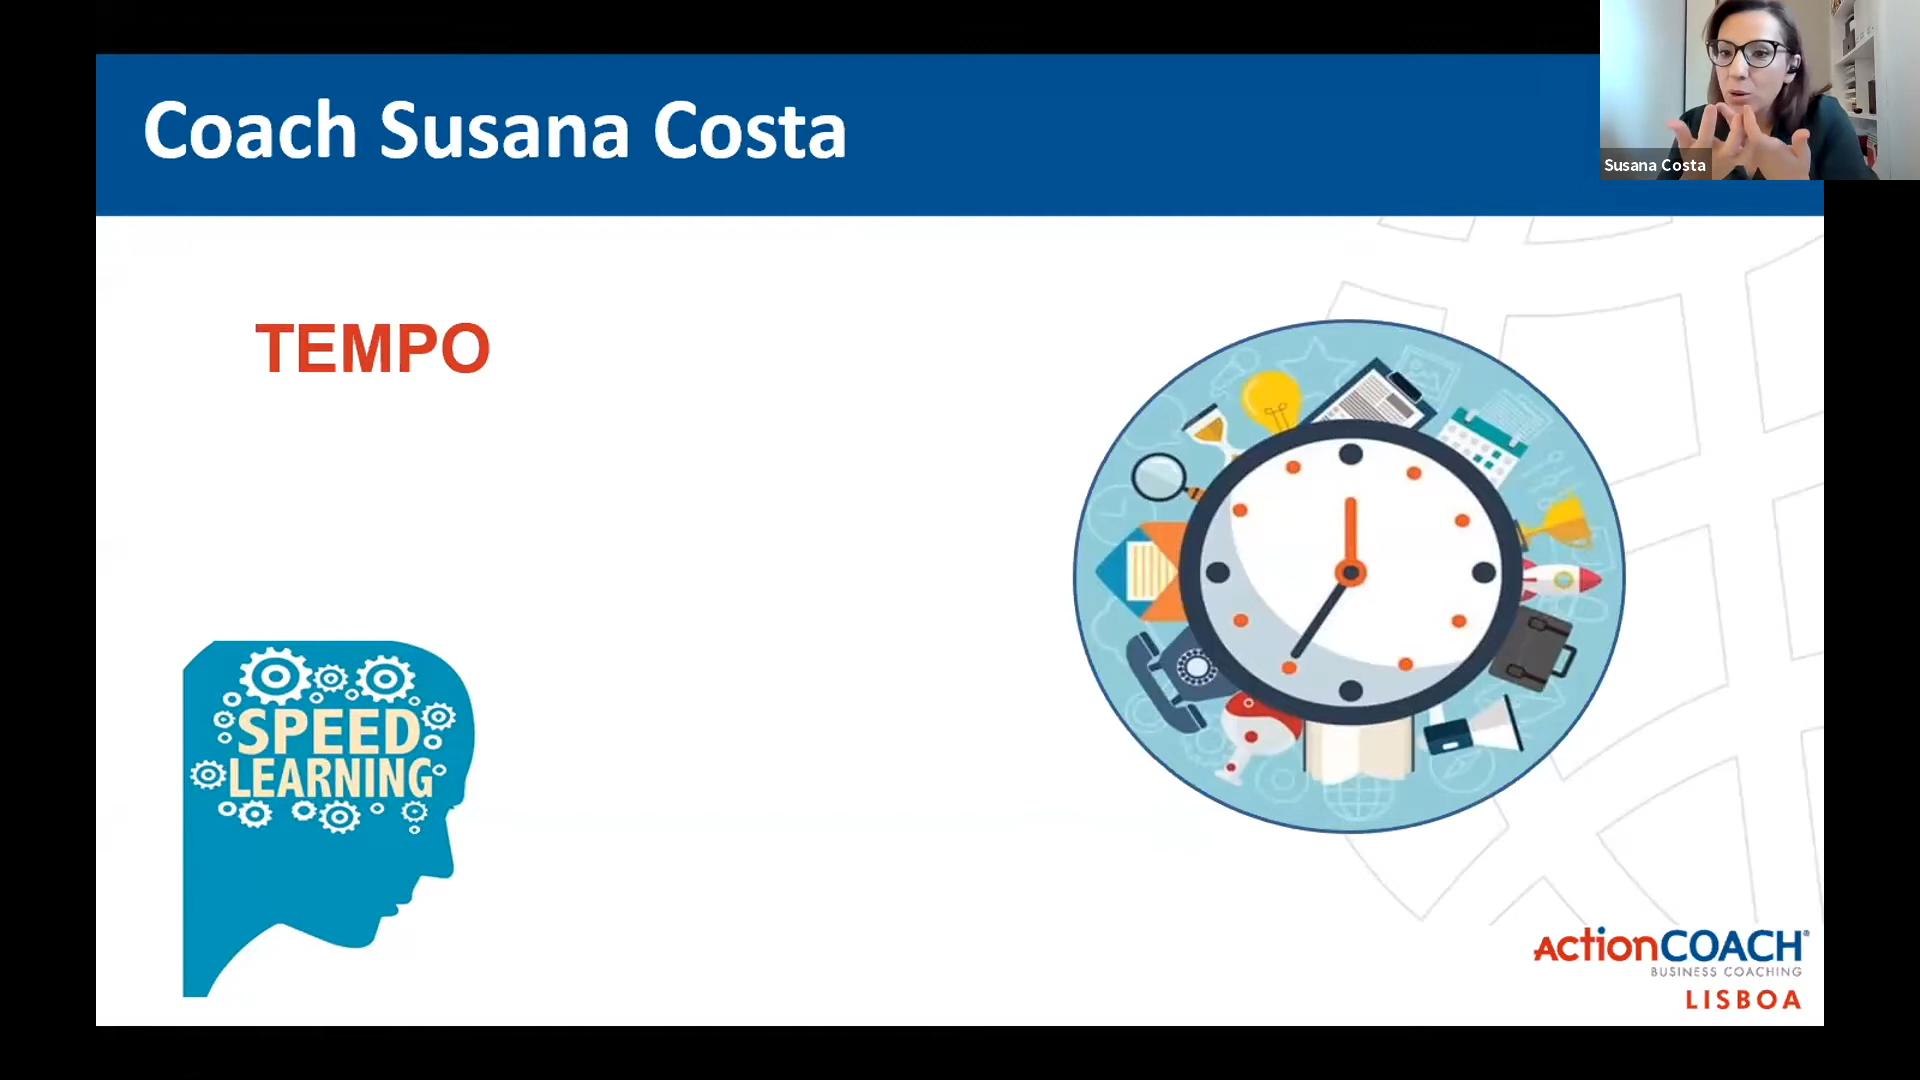 Coach Susana Costa
Susana Costa
TEMPO
SPEED
LEARNING
ActionCOACH®
BUSINESS COACHING
LISBOA